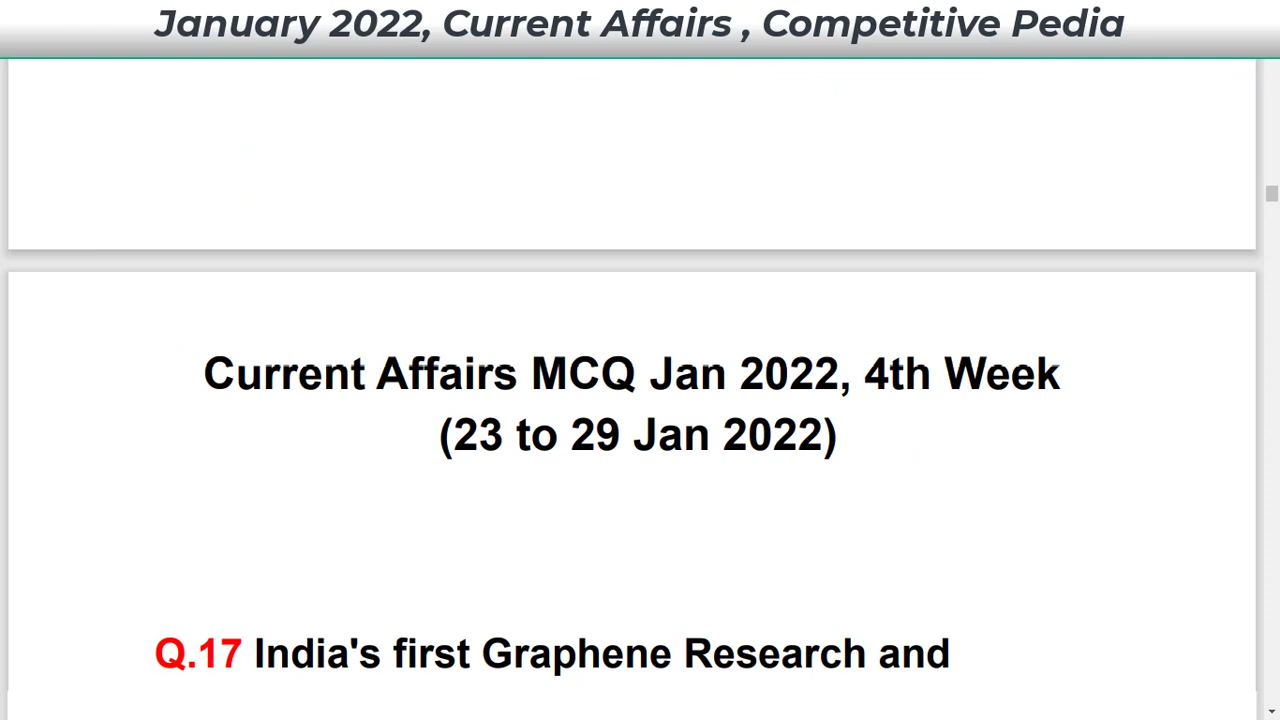 January 2022, Current Affairs , Competitive Pedia
Current Affairs MCQ Jan 2022, 4th Week
(23 to 29 Jan 2022)
Q.17 India's first Graphene Research and